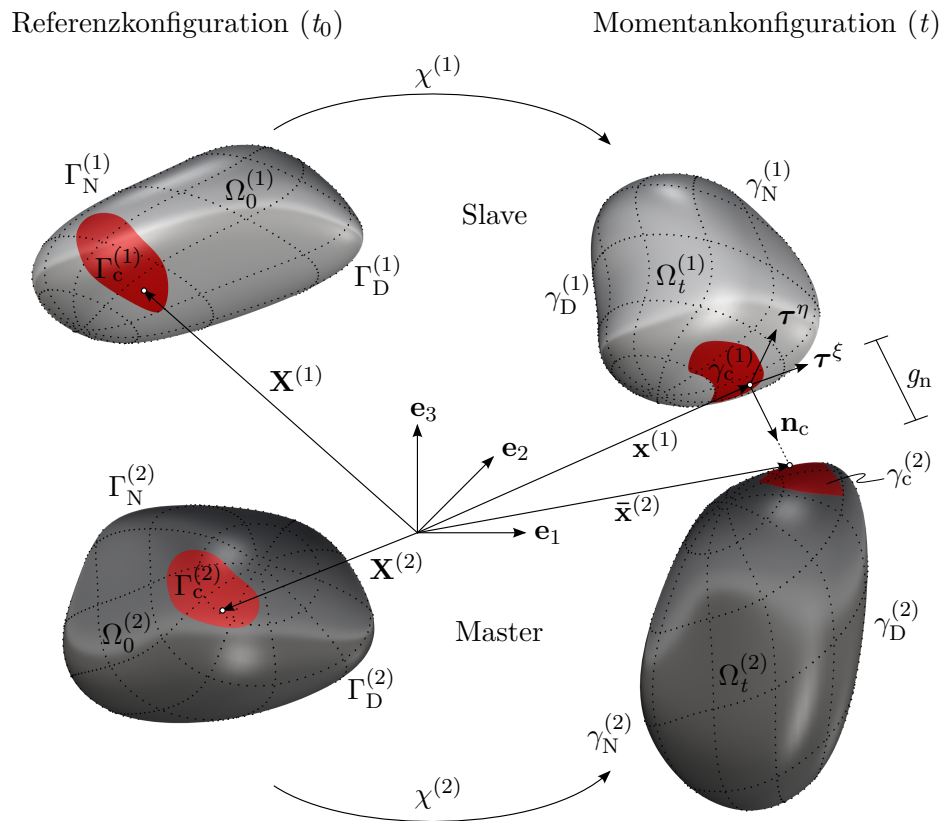 Referenzkonfiguration (t₀)
Momentankonfiguration (t)
χ⁽¹⁾
Γ_N⁽¹⁾
Ω₀⁽¹⁾
Γ_c⁽¹⁾
Γ_D⁽¹⁾
Slave
γ_N⁽¹⁾
Ω_t⁽¹⁾
γ_D⁽¹⁾
γ_c⁽¹⁾
τ^η
τ^ξ
g_n
X⁽¹⁾
e₃
e₂
e₁
x⁽¹⁾
n_c
x̄⁽²⁾
γ_c⁽²⁾
Γ_N⁽²⁾
X⁽²⁾
Γ_c⁽²⁾
Ω₀⁽²⁾
Γ_D⁽²⁾
Master
γ_D⁽²⁾
Ω_t⁽²⁾
γ_N⁽²⁾
χ⁽²⁾